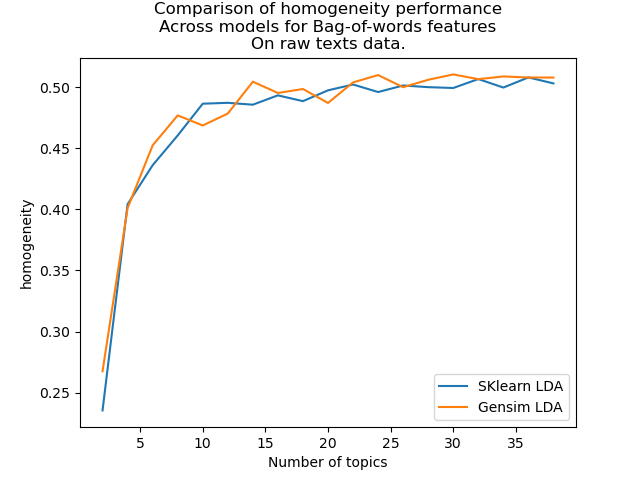 Comparison of homogeneity performance
Across models for Bag-of-words features
On raw texts data.
0.50
0.45
0.40
0.35
0.30
0.25
homogeneity
5 10 15 20 25 30 35
Number of topics
SKlearn LDA
Gensim LDA